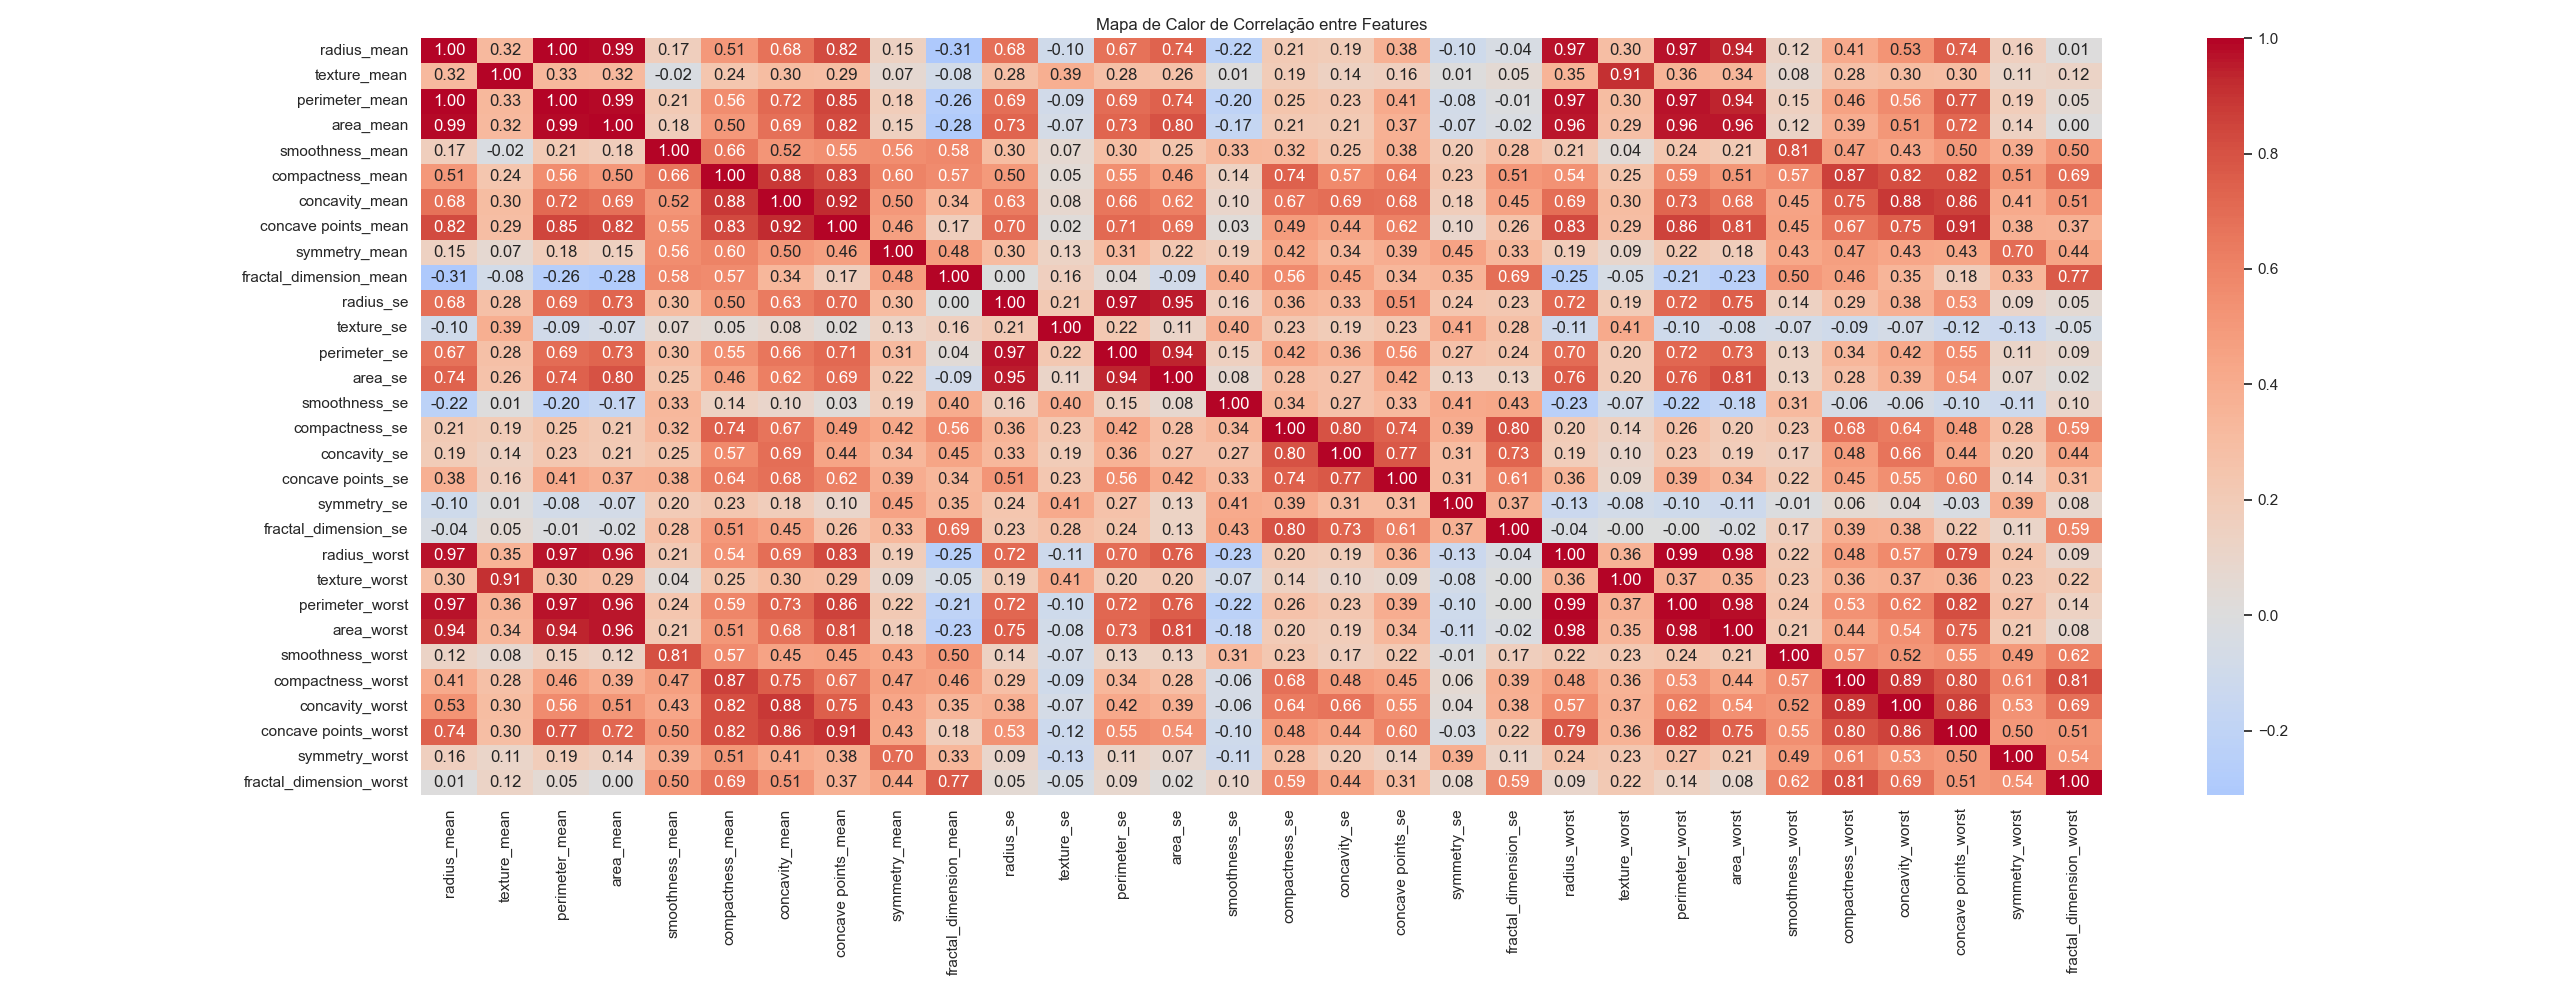 Mapa de Calor de Correlação entre Features
radius_mean 1.00 0.32 1.00 0.99 0.17 0.51 0.68 0.82 0.15 -0.31 0.68 -0.10 0.67 0.74 -0.22 0.21 0.19 0.38 -0.10 -0.04 0.97 0.30 0.97 0.94 0.12 0.41 0.53 0.74 0.16 0.01
texture_mean 0.32 1.00 0.33 0.32 -0.02 0.24 0.30 0.29 0.07 -0.08 0.28 0.39 0.28 0.26 0.01 0.19 0.14 0.16 0.01 0.05 0.35 0.91 0.36 0.34 0.08 0.28 0.30 0.30 0.11 0.12
perimeter_mean 1.00 0.33 1.00 0.99 0.21 0.56 0.72 0.85 0.18 -0.26 0.69 -0.09 0.69 0.74 -0.20 0.25 0.23 0.41 -0.08 -0.01 0.97 0.30 0.97 0.94 0.15 0.46 0.56 0.77 0.19 0.05
area_mean 0.99 0.32 0.99 1.00 0.18 0.50 0.69 0.82 0.15 -0.28 0.73 -0.07 0.73 0.80 -0.17 0.21 0.21 0.37 -0.07 -0.02 0.96 0.29 0.96 0.96 0.12 0.39 0.51 0.72 0.14 0.00
smoothness_mean 0.17 -0.02 0.21 0.18 1.00 0.66 0.52 0.55 0.56 0.58 0.30 0.07 0.30 0.25 0.33 0.32 0.25 0.38 0.20 0.28 0.21 0.04 0.24 0.21 0.81 0.47 0.43 0.50 0.39 0.50
compactness_mean 0.51 0.24 0.56 0.50 0.66 1.00 0.88 0.83 0.60 0.57 0.50 0.05 0.55 0.46 0.14 0.74 0.57 0.64 0.23 0.51 0.54 0.25 0.59 0.51 0.57 0.87 0.82 0.82 0.51 0.69
concavity_mean 0.68 0.30 0.72 0.69 0.52 0.88 1.00 0.92 0.50 0.34 0.63 0.08 0.66 0.62 0.10 0.67 0.69 0.68 0.18 0.45 0.69 0.30 0.73 0.68 0.45 0.75 0.88 0.86 0.41 0.51
concave points_mean 0.82 0.29 0.85 0.82 0.55 0.83 0.92 1.00 0.46 0.17 0.70 0.02 0.71 0.69 0.03 0.49 0.44 0.62 0.10 0.26 0.83 0.29 0.86 0.81 0.45 0.67 0.75 0.91 0.38 0.37
symmetry_mean 0.15 0.07 0.18 0.15 0.56 0.60 0.50 0.46 1.00 0.48 0.30 0.13 0.31 0.22 0.19 0.42 0.34 0.39 0.45 0.33 0.19 0.09 0.22 0.18 0.43 0.47 0.43 0.43 0.70 0.44
fractal_dimension_mean -0.31 -0.08 -0.26 -0.28 0.58 0.57 0.34 0.17 0.48 1.00 0.00 0.16 0.04 -0.09 0.40 0.56 0.45 0.34 0.35 0.69 -0.25 -0.05 -0.21 -0.23 0.50 0.46 0.35 0.18 0.33 0.77
radius_se 0.68 0.28 0.69 0.73 0.30 0.50 0.63 0.70 0.30 0.00 1.00 0.21 0.97 0.95 0.16 0.36 0.33 0.51 0.24 0.23 0.72 0.19 0.72 0.75 0.14 0.29 0.38 0.53 0.09 0.05
texture_se -0.10 0.39 -0.09 -0.07 0.07 0.05 0.08 0.02 0.13 0.16 0.21 1.00 0.22 0.11 0.40 0.23 0.19 0.23 0.41 0.28 -0.11 0.41 -0.10 -0.08 -0.07 -0.09 -0.07 -0.12 -0.13 -0.05
perimeter_se 0.67 0.28 0.69 0.73 0.30 0.55 0.66 0.71 0.31 0.04 0.97 0.22 1.00 0.94 0.15 0.42 0.36 0.56 0.27 0.24 0.70 0.20 0.72 0.73 0.13 0.34 0.42 0.55 0.11 0.09
area_se 0.74 0.26 0.74 0.80 0.25 0.46 0.62 0.69 0.22 -0.09 0.95 0.11 0.94 1.00 0.08 0.28 0.27 0.42 0.13 0.13 0.76 0.20 0.76 0.81 0.13 0.28 0.39 0.54 0.07 0.02
smoothness_se -0.22 0.01 -0.20 -0.17 0.33 0.14 0.10 0.03 0.19 0.40 0.16 0.40 0.15 0.08 1.00 0.34 0.27 0.33 0.41 0.43 -0.23 -0.07 -0.22 -0.18 0.31 -0.06 -0.06 -0.10 -0.11 0.10
compactness_se 0.21 0.19 0.25 0.21 0.32 0.74 0.67 0.49 0.42 0.56 0.36 0.23 0.42 0.28 0.34 1.00 0.80 0.74 0.39 0.80 0.20 0.14 0.26 0.20 0.23 0.68 0.64 0.48 0.28 0.59
concavity_se 0.19 0.14 0.23 0.21 0.25 0.57 0.69 0.44 0.34 0.45 0.33 0.19 0.36 0.27 0.27 0.80 1.00 0.77 0.31 0.73 0.19 0.10 0.23 0.19 0.17 0.48 0.66 0.44 0.20 0.44
concave points_se 0.38 0.16 0.41 0.37 0.38 0.64 0.68 0.62 0.39 0.34 0.51 0.23 0.56 0.42 0.33 0.74 0.77 1.00 0.31 0.61 0.36 0.09 0.39 0.34 0.22 0.45 0.55 0.60 0.14 0.31
symmetry_se -0.10 0.01 -0.08 -0.07 0.20 0.23 0.18 0.10 0.45 0.35 0.24 0.41 0.27 0.13 0.41 0.39 0.31 0.31 1.00 0.37 -0.13 -0.08 -0.10 -0.11 -0.01 0.06 0.04 -0.03 0.39 0.08
fractal_dimension_se -0.04 0.05 -0.01 -0.02 0.28 0.51 0.45 0.26 0.33 0.69 0.23 0.28 0.24 0.13 0.43 0.80 0.73 0.61 0.37 1.00 -0.04 -0.00 -0.00 -0.02 0.17 0.39 0.38 0.22 0.11 0.59
radius_worst 0.97 0.35 0.97 0.96 0.21 0.54 0.69 0.83 0.19 -0.25 0.72 -0.11 0.70 0.76 -0.23 0.20 0.19 0.36 -0.13 -0.04 1.00 0.36 0.99 0.98 0.22 0.48 0.57 0.79 0.24 0.09
texture_worst 0.30 0.91 0.30 0.29 0.04 0.25 0.30 0.29 0.09 -0.05 0.19 0.41 0.20 0.20 -0.07 0.14 0.10 0.09 -0.08 -0.00 0.36 1.00 0.37 0.35 0.23 0.36 0.37 0.36 0.23 0.22
perimeter_worst 0.97 0.36 0.97 0.96 0.24 0.59 0.73 0.86 0.22 -0.21 0.72 -0.10 0.72 0.76 -0.22 0.26 0.23 0.39 -0.10 -0.00 0.99 0.37 1.00 0.98 0.24 0.53 0.62 0.82 0.27 0.14
area_worst 0.94 0.34 0.94 0.96 0.21 0.51 0.68 0.81 0.18 -0.23 0.75 -0.08 0.73 0.81 -0.18 0.20 0.19 0.34 -0.11 -0.02 0.98 0.35 0.98 1.00 0.21 0.44 0.54 0.75 0.21 0.08
smoothness_worst 0.12 0.08 0.15 0.12 0.81 0.57 0.45 0.45 0.43 0.50 0.14 -0.07 0.13 0.13 0.31 0.23 0.17 0.22 -0.01 0.17 0.22 0.23 0.24 0.21 1.00 0.57 0.52 0.55 0.49 0.62
compactness_worst 0.41 0.28 0.46 0.39 0.47 0.87 0.75 0.67 0.47 0.46 0.29 -0.09 0.34 0.28 -0.06 0.68 0.48 0.45 0.06 0.39 0.48 0.36 0.53 0.44 0.57 1.00 0.89 0.80 0.61 0.81
concavity_worst 0.53 0.30 0.56 0.51 0.43 0.82 0.88 0.75 0.43 0.35 0.38 -0.07 0.42 0.39 -0.06 0.64 0.66 0.55 0.04 0.38 0.57 0.37 0.62 0.54 0.52 0.89 1.00 0.86 0.53 0.69
concave points_worst 0.74 0.30 0.77 0.72 0.50 0.82 0.86 0.91 0.43 0.18 0.53 -0.12 0.55 0.54 -0.10 0.48 0.44 0.60 -0.03 0.22 0.79 0.36 0.82 0.75 0.55 0.80 0.86 1.00 0.50 0.51
symmetry_worst 0.16 0.11 0.19 0.14 0.39 0.51 0.41 0.38 0.70 0.33 0.09 -0.13 0.11 0.07 -0.11 0.28 0.20 0.14 0.39 0.11 0.24 0.23 0.27 0.21 0.49 0.61 0.53 0.50 1.00 0.54
fractal_dimension_worst 0.01 0.12 0.05 0.00 0.50 0.69 0.51 0.37 0.44 0.77 0.05 -0.05 0.09 0.02 0.10 0.59 0.44 0.31 0.08 0.59 0.09 0.22 0.14 0.08 0.62 0.81 0.69 0.51 0.54 1.00
radius_mean
texture_mean
perimeter_mean
area_mean
smoothness_mean
compactness_mean
concavity_mean
concave points_mean
symmetry_mean
fractal_dimension_mean
radius_se
texture_se
perimeter_se
area_se
smoothness_se
compactness_se
concavity_se
concave points_se
symmetry_se
fractal_dimension_se
radius_worst
texture_worst
perimeter_worst
area_worst
smoothness_worst
compactness_worst
concavity_worst
concave points_worst
symmetry_worst
fractal_dimension_worst
1.0
0.8
0.6
0.4
0.2
0.0
−0.2